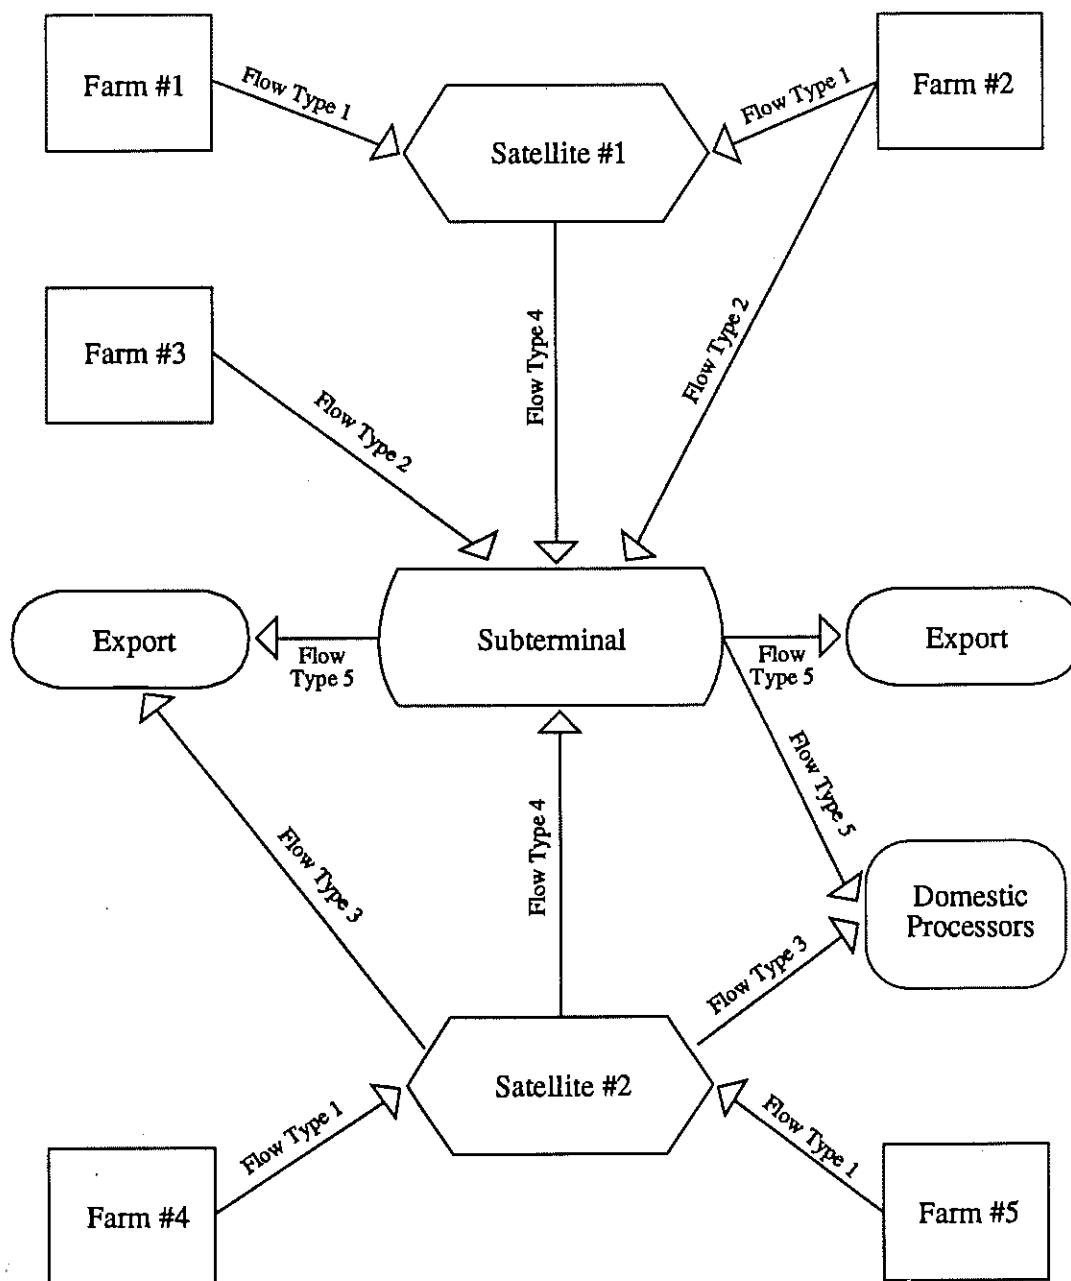 Farm #1
Flow Type 1
Satellite #1
Flow Type 1
Farm #2
Farm #3
Flow Type 2
Flow Type 4
Flow Type 2
Export
Flow
Type 5
Subterminal
Flow
Type 5
Export
Flow Type 3
Flow Type 4
Flow Type 5
Domestic
Processors
Flow Type 3
Satellite #2
Flow Type 1
Flow Type 1
Farm #4
Farm #5